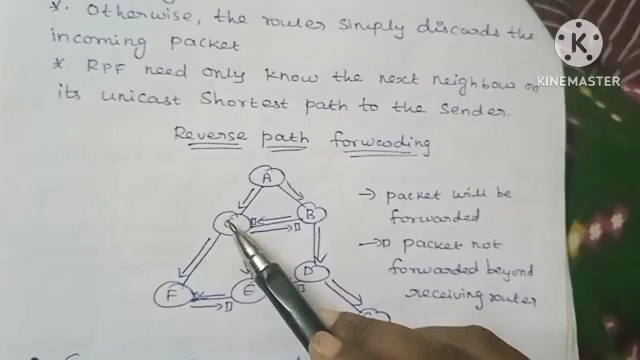 *. Otherwise, the router simply discards the
incoming packet
*. RPF need only know the next neighbour on
its unicast shortest path to the sender.
Reverse path forwarding
A
B
D
F
E
→ packet will be
forwarded
packet not
forwarded beyond
receiving router
K
KINEMASTER